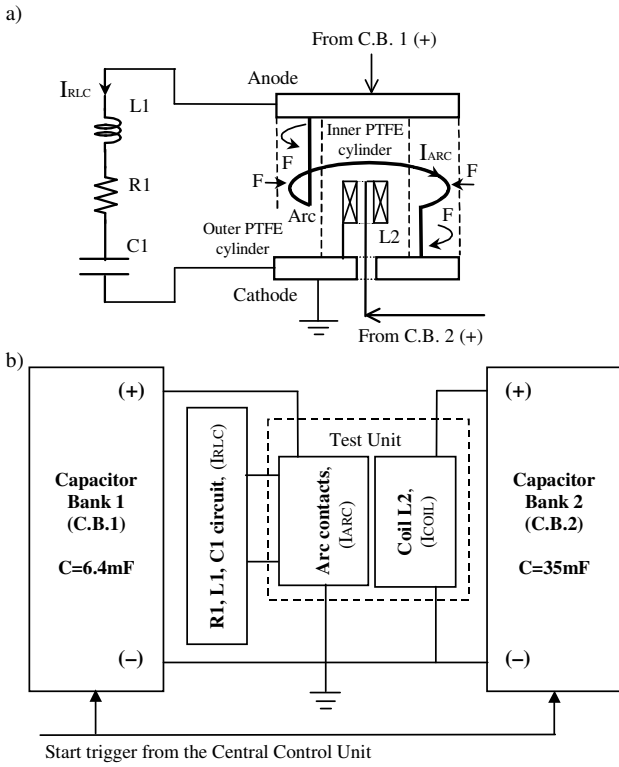 a)
From C.B. 1 (+)
Anode
IRLC
L1
Inner PTFE
cylinder
IARC
F
F
F
R1
Arc
F
L2
Outer PTFE
cylinder
C1
Cathode
From C.B. 2 (+)
b)
(+)
(+)
Test Unit
Capacitor
Bank 1
(C.B.1)
C=6.4mF
R1, L1, C1 circuit, (IRLC)
Arc contacts,
(IARC)
Coil L2,
(ICOIL)
Capacitor
Bank 2
(C.B.2)
C=35mF
(−)
(−)
Start trigger from the Central Control Unit